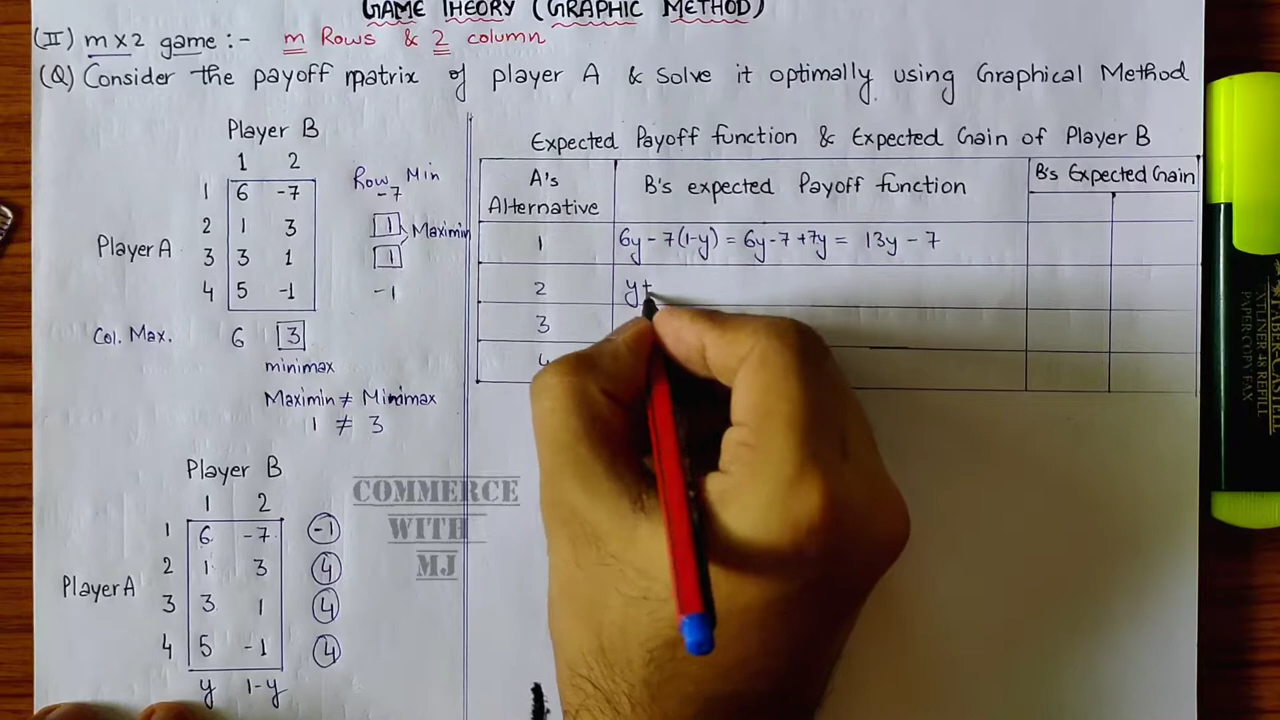 GAME THEORY (GRAPHIC METHOD)
(II) m x 2 game :- m Rows & 2 column
(Q) Consider the payoff matrix of player A & Solve it optimally using Graphical Method
Player B
1 2
Row Min
1 6 -7 -7
2 1 3 1 Maximin
Player A
3 3 1 1
4 5 -1 -1
Col. Max. 6 3
minimax
Maximin ≠ Minimax
1 ≠ 3
Player B
1 2
1 6 -7 -1
2 1 3 4
Player A
3 3 1 4
4 5 -1 4
y 1-y
COMMERCE
WITH
MJ
Expected Payoff function & Expected Gain of Player B
A's Alternative
B's expected Payoff function
B's Expected Gain
1 6y - 7(1-y) = 6y - 7 + 7y = 13y - 7
2 y+
3
4
PAPER COPY FAX